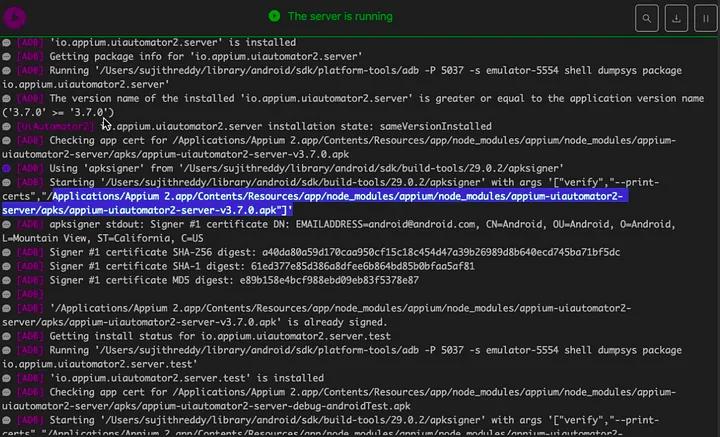 The server is running
[ADB] 'io.appium.uiautomator2.server' is installed
[ADB] Getting package info for 'io.appium.uiautomator2.server'
[ADB] Running '/Users/sujithreddy/library/android/sdk/platform-tools/adb -P 5037 -s emulator-5554 shell dumpsys package
io.appium.uiautomator2.server'
[ADB] The version name of the installed 'io.appium.uiautomator2.server' is greater or equal to the application version name
('3.7.0' >= '3.7.0')
[UiAutomator2] io.appium.uiautomator2.server installation state: sameVersionInstalled
[ADB] Checking app cert for /Applications/Appium 2.app/Contents/Resources/app/node_modules/appium/node_modules/appium-
uiautomator2-server/apks/appium-uiautomator2-server-v3.7.0.apk
[ADB] Using 'apksigner' from '/Users/sujithreddy/library/android/sdk/build-tools/29.0.2/apksigner'
[ADB] Starting '/Users/sujithreddy/library/android/sdk/build-tools/29.0.2/apksigner' with args '["verify","--print-
certs","/Applications/Appium 2.app/Contents/Resources/app/node_modules/appium/node_modules/appium-uiautomator2-
server/apks/appium-uiautomator2-server-v3.7.0.apk"]'
[ADB] apksigner stdout: Signer #1 certificate DN: EMAILADDRESS=android@android.com, CN=Android, OU=Android, O=Android,
L=Mountain View, ST=California, C=US
[ADB] Signer #1 certificate SHA-256 digest: a40da80a59d170caa950cf15c18c454d47a39b26989d8b640ecd745ba71bf5dc
[ADB] Signer #1 certificate SHA-1 digest: 61ed377e85d386a8dfee6b864bd85b0bfaa5af81
[ADB] Signer #1 certificate MD5 digest: e89b158e4bcf988ebd09eb83f5378e87
[ADB]
[ADB] '/Applications/Appium 2.app/Contents/Resources/app/node_modules/appium/node_modules/appium-uiautomator2-
server/apks/appium-uiautomator2-server-v3.7.0.apk' is already signed.
[ADB] Getting install status for io.appium.uiautomator2.server.test
[ADB] Running '/Users/sujithreddy/library/android/sdk/platform-tools/adb -P 5037 -s emulator-5554 shell dumpsys package
io.appium.uiautomator2.server.test'
[ADB] 'io.appium.uiautomator2.server.test' is installed
[ADB] Checking app cert for /Applications/Appium 2.app/Contents/Resources/app/node_modules/appium/node_modules/appium-
uiautomator2-server/apks/appium-uiautomator2-server-debug-androidTest.apk
[ADB] Starting '/Users/sujithreddy/library/android/sdk/build-tools/29.0.2/apksigner' with args '["verify","--print-
certs","/Applications/Appium 2.app/Contents/Resources/app/node_modules/appium/node_modules/appium-uiautomator2-